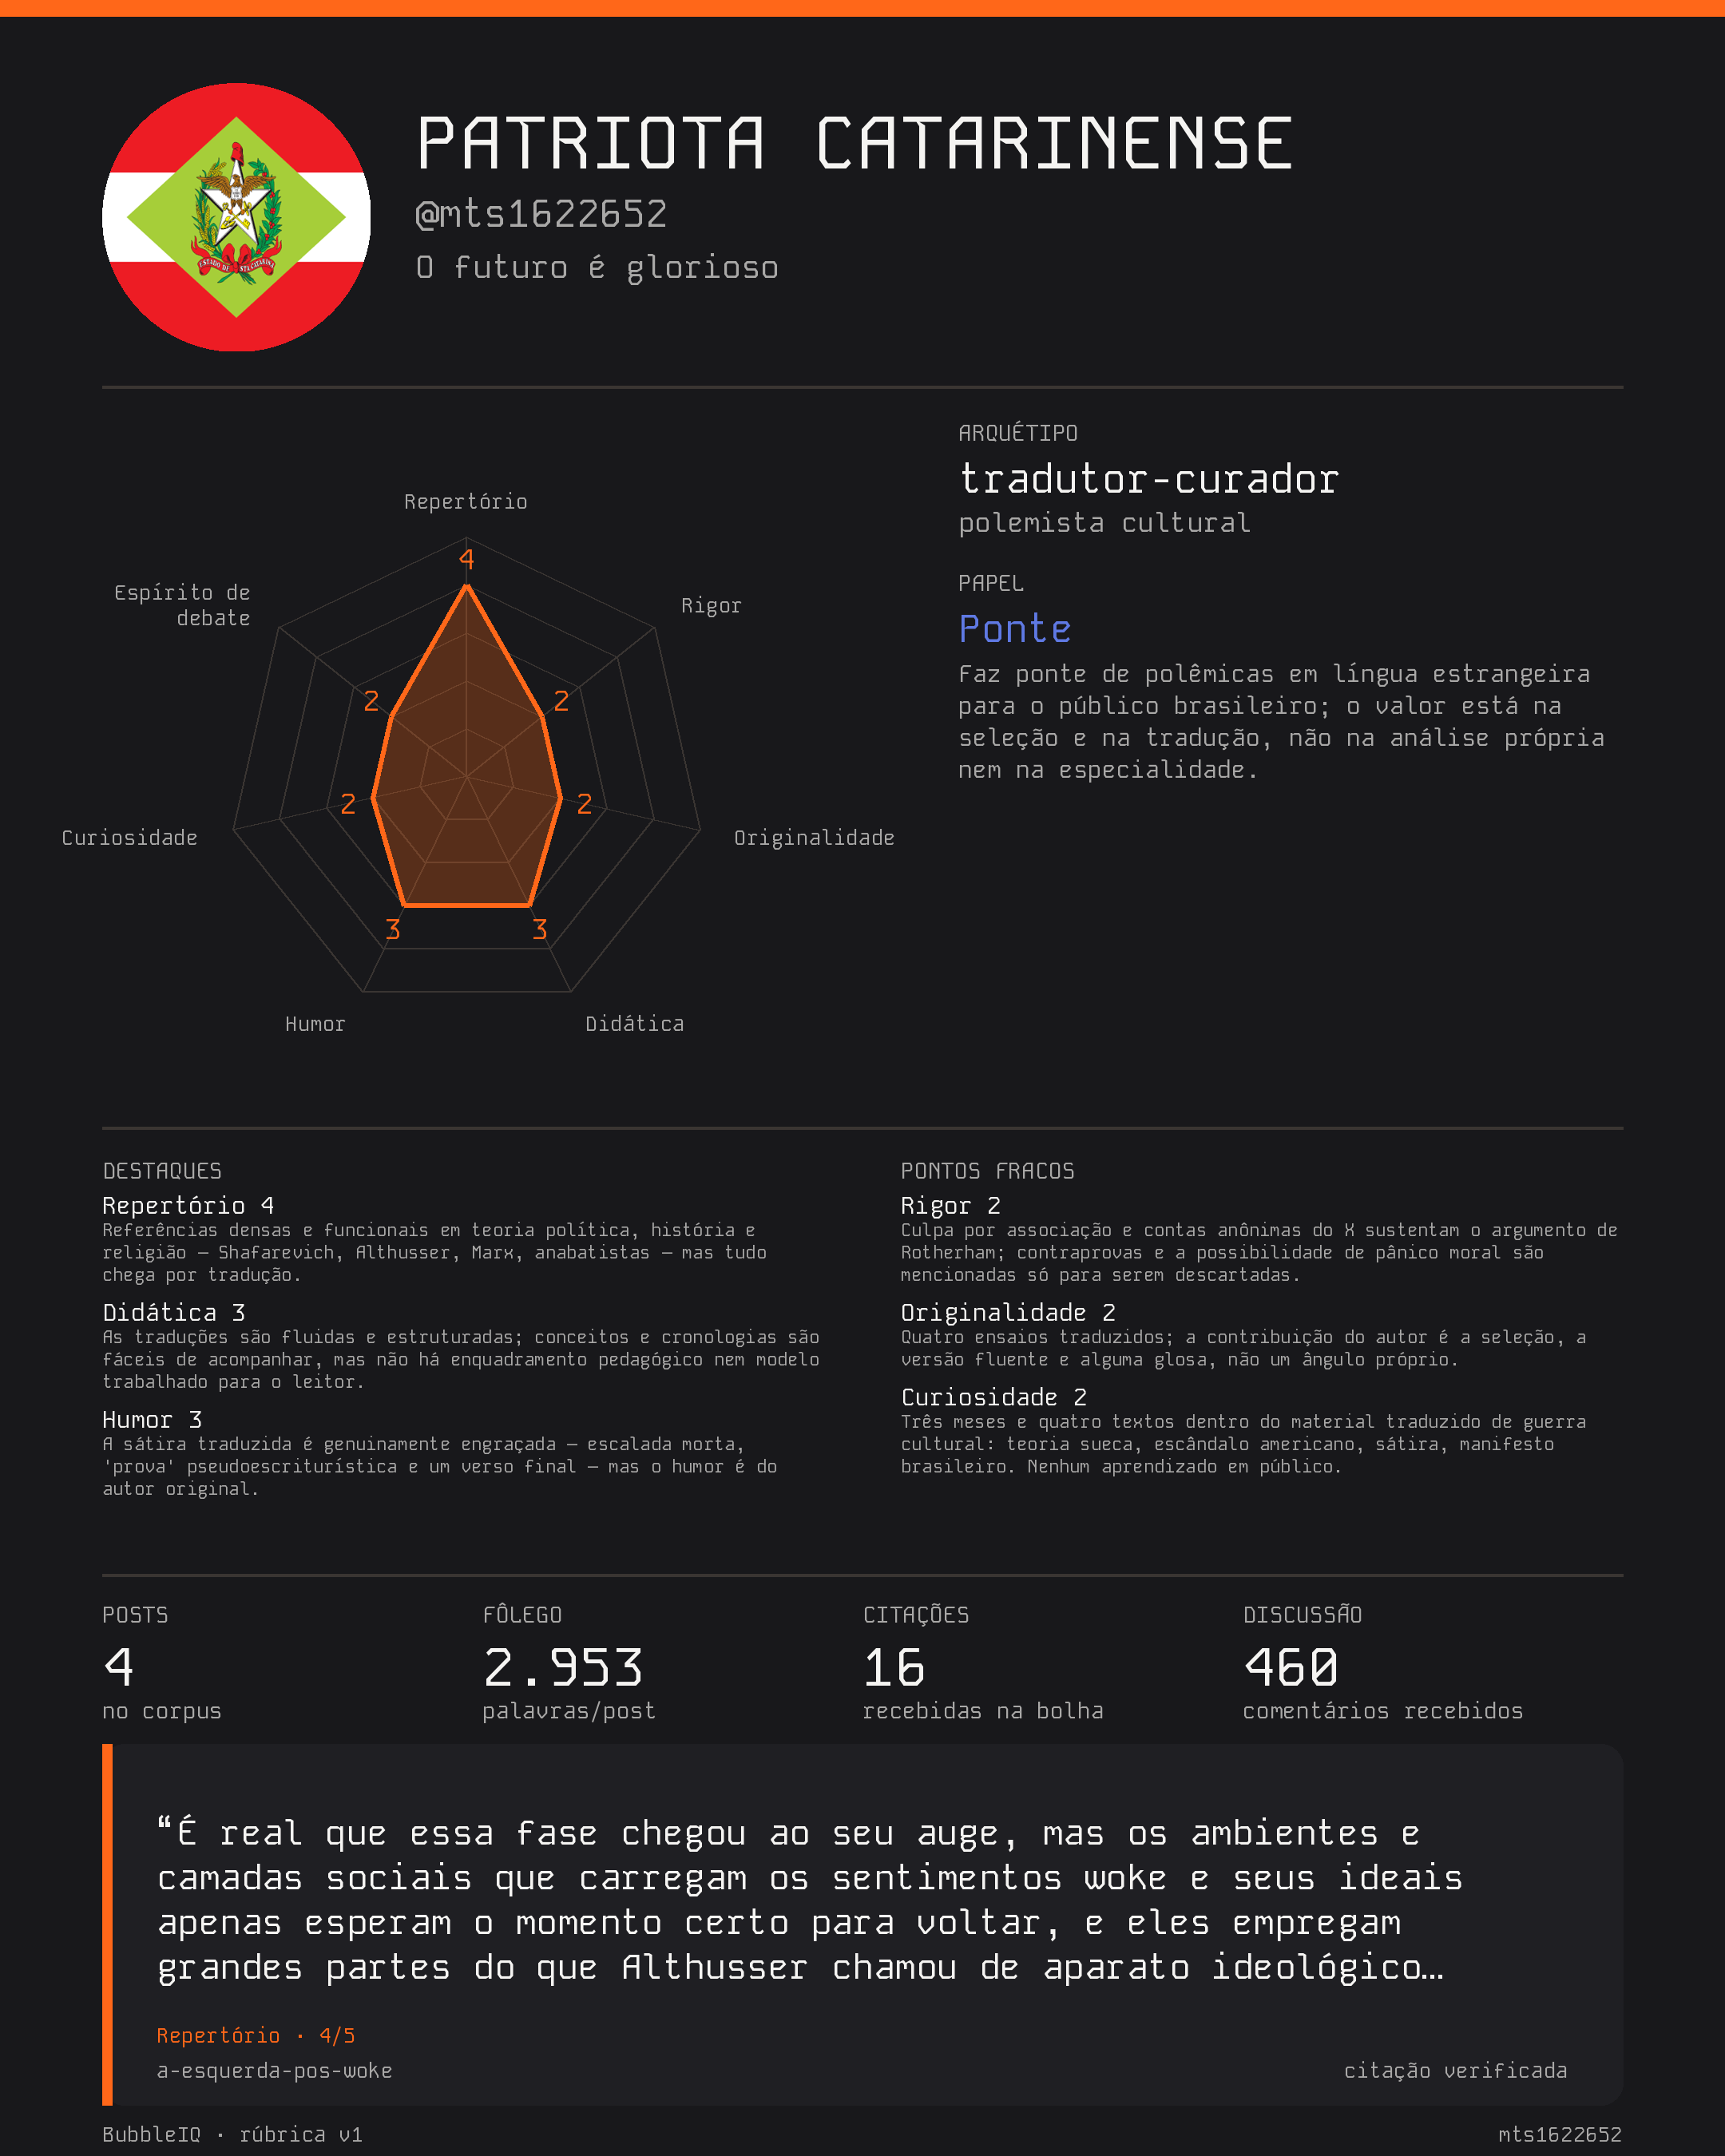 PATRIOTA CATARINENSE
@mts1622652
O futuro é glorioso
ESTADO DE STA CATARINA
ARQUÉTIPO
tradutor-curador
polemista cultural
PAPEL
Ponte
Faz ponte de polêmicas em língua estrangeira
para o público brasileiro; o valor está na
seleção e na tradução, não na análise própria
nem na especialidade.
Repertório
4
Espírito de
debate
2
Rigor
2
Curiosidade
2
Originalidade
2
Humor
3
Didática
3
DESTAQUES
Repertório 4
Referências densas e funcionais em teoria política, história e
religião — Shafarevich, Althusser, Marx, anabatistas — mas tudo
chega por tradução.
Didática 3
As traduções são fluidas e estruturadas; conceitos e cronologias são
fáceis de acompanhar, mas não há enquadramento pedagógico nem modelo
trabalhado para o leitor.
Humor 3
A sátira traduzida é genuinamente engraçada — escalada morta,
'prova' pseudoescriturística e um verso final — mas o humor é do
autor original.
PONTOS FRACOS
Rigor 2
Culpa por associação e contas anônimas do X sustentam o argumento de
Rotherham; contraprovas e a possibilidade de pânico moral são
mencionadas só para serem descartadas.
Originalidade 2
Quatro ensaios traduzidos; a contribuição do autor é a seleção, a
versão fluente e alguma glosa, não um ângulo próprio.
Curiosidade 2
Três meses e quatro textos dentro do material traduzido de guerra
cultural: teoria sueca, escândalo americano, sátira, manifesto
brasileiro. Nenhum aprendizado em público.
POSTS
4
no corpus
FÔLEGO
2.953
palavras/post
CITAÇÕES
16
recebidas na bolha
DISCUSSÃO
460
comentários recebidos
“É real que essa fase chegou ao seu auge, mas os ambientes e
camadas sociais que carregam os sentimentos woke e seus ideais
apenas esperam o momento certo para voltar, e eles empregam
grandes partes do que Althusser chamou de aparato ideológico…
Repertório · 4/5
a-esquerda-pos-woke
citação verificada
BubbleIQ · rúbrica v1
mts1622652